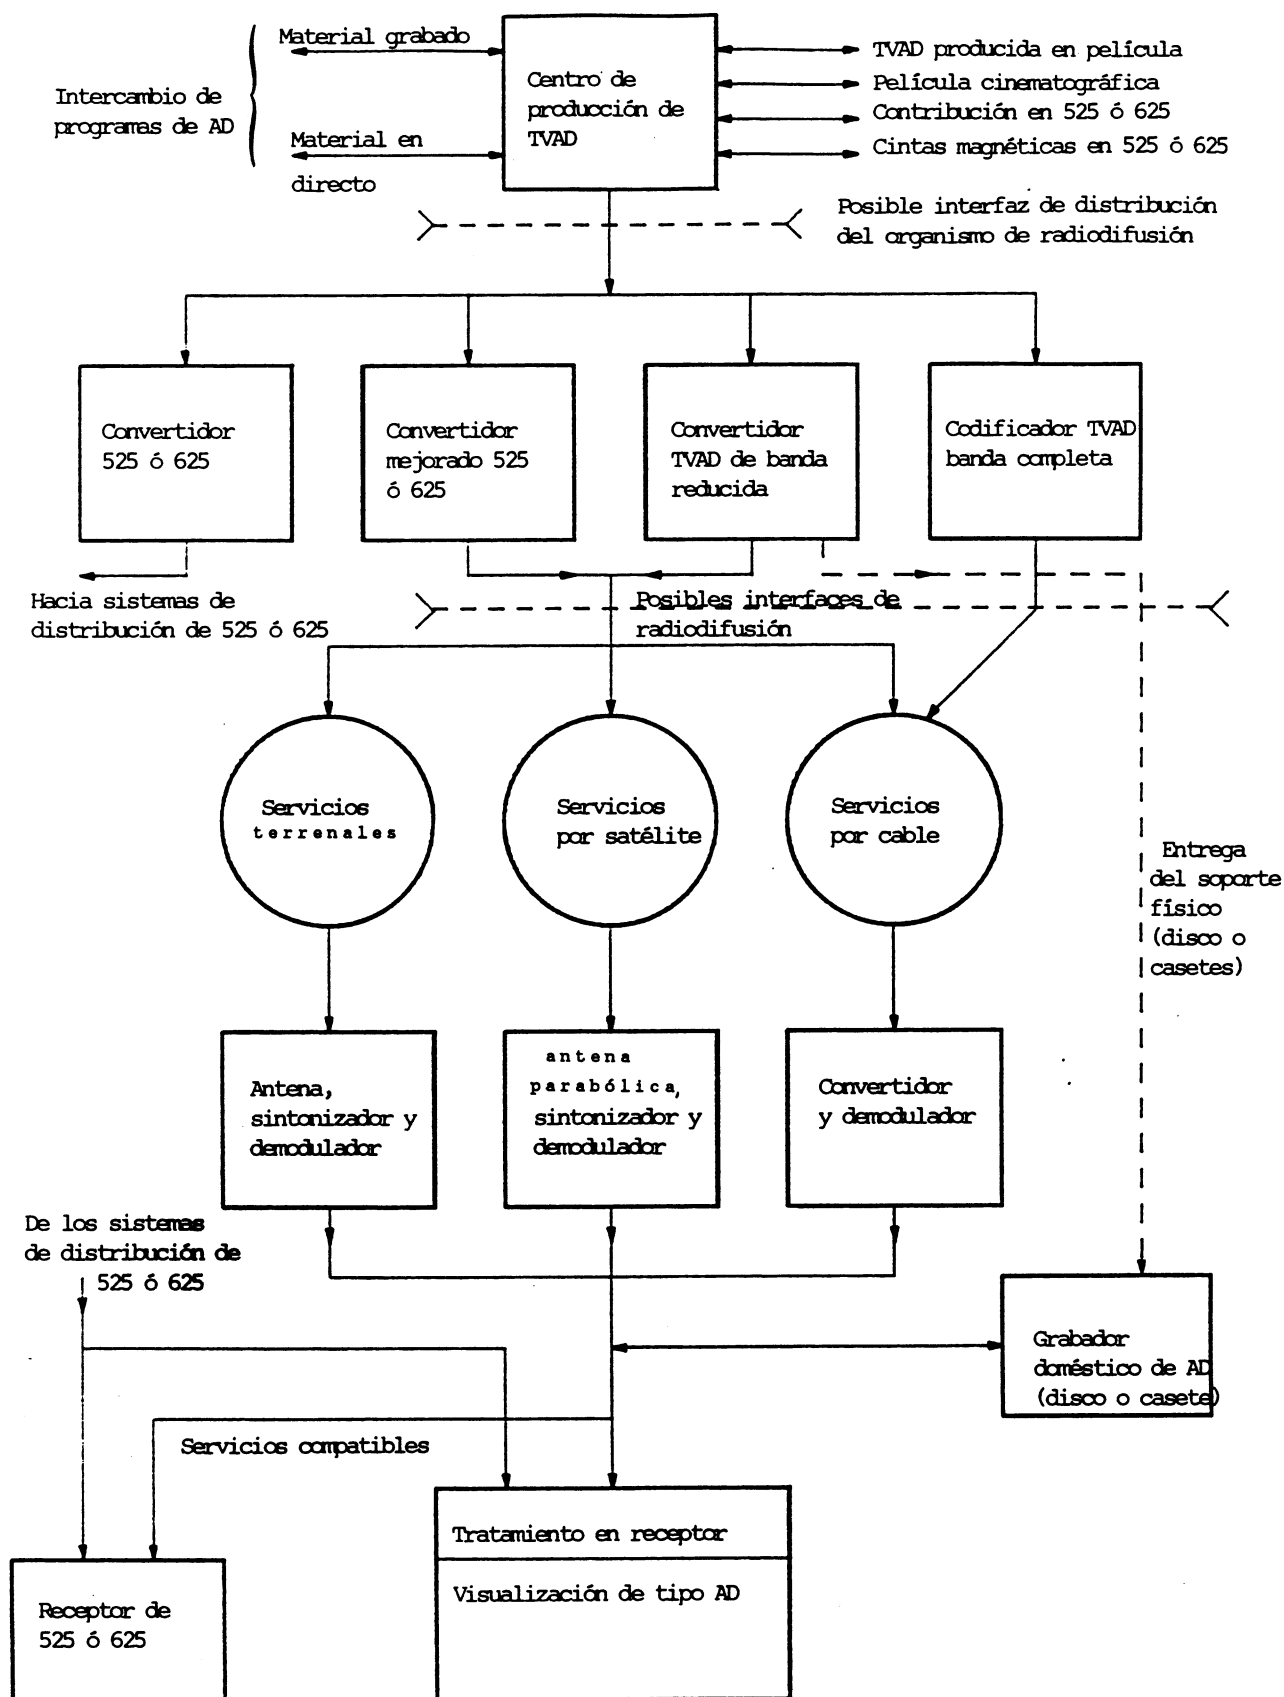 Material grabado
Intercambio de
programas de AD
Material en
directo
Centro de
producción de
TVAD
TVAD producida en película
Película cinematográfica
Contribución en 525 ó 625
Cintas magnéticas en 525 ó 625
Posible interfaz de distribución
del organismo de radiodifusión
Convertidor
525 ó 625
Convertidor
mejorado 525
ó 625
Convertidor
TVAD de banda
reducida
Codificador TVAD
banda completa
Hacia sistemas de
distribución de 525 ó 625
Posibles interfaces de
radiodifusión
Servicios
terrenales
Servicios
por satélite
Servicios
por cable
Entrega
del soporte
físico
(disco o
casetes)
Antena,
sintonizador y
demodulador
antena
parabólica,
sintonizador y
demodulador
Convertidor
y demodulador
De los sistemas
de distribución de
525 ó 625
Grabador
doméstico de AD
(disco o casete)
Servicios compatibles
Tratamiento en receptor
Visualización de tipo AD
Receptor de
525 ó 625